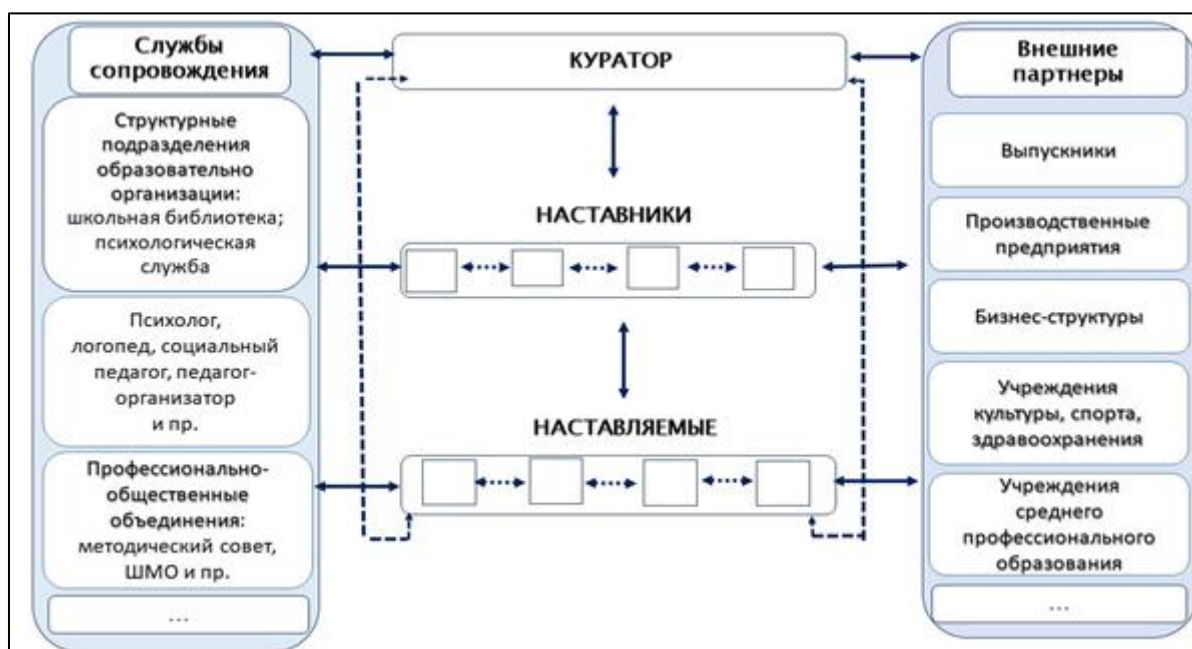 Службы
сопровождения
Структурные
подразделения
образовательно
организации:
школьная библиотека;
психологическая
служба
Психолог,
логопед, социальный
педагог, педагог-
организатор
и пр.
Профессионально-
общественные
объединения:
методический совет,
ШМО и пр.
...
КУРАТОР
НАСТАВНИКИ
НАСТАВЛЯЕМЫЕ
Внешние
партнеры
Выпускники
Производственные
предприятия
Бизнес-структуры
Учреждения
культуры, спорта,
здравоохранения
Учреждения
среднего
профессионального
образования
...